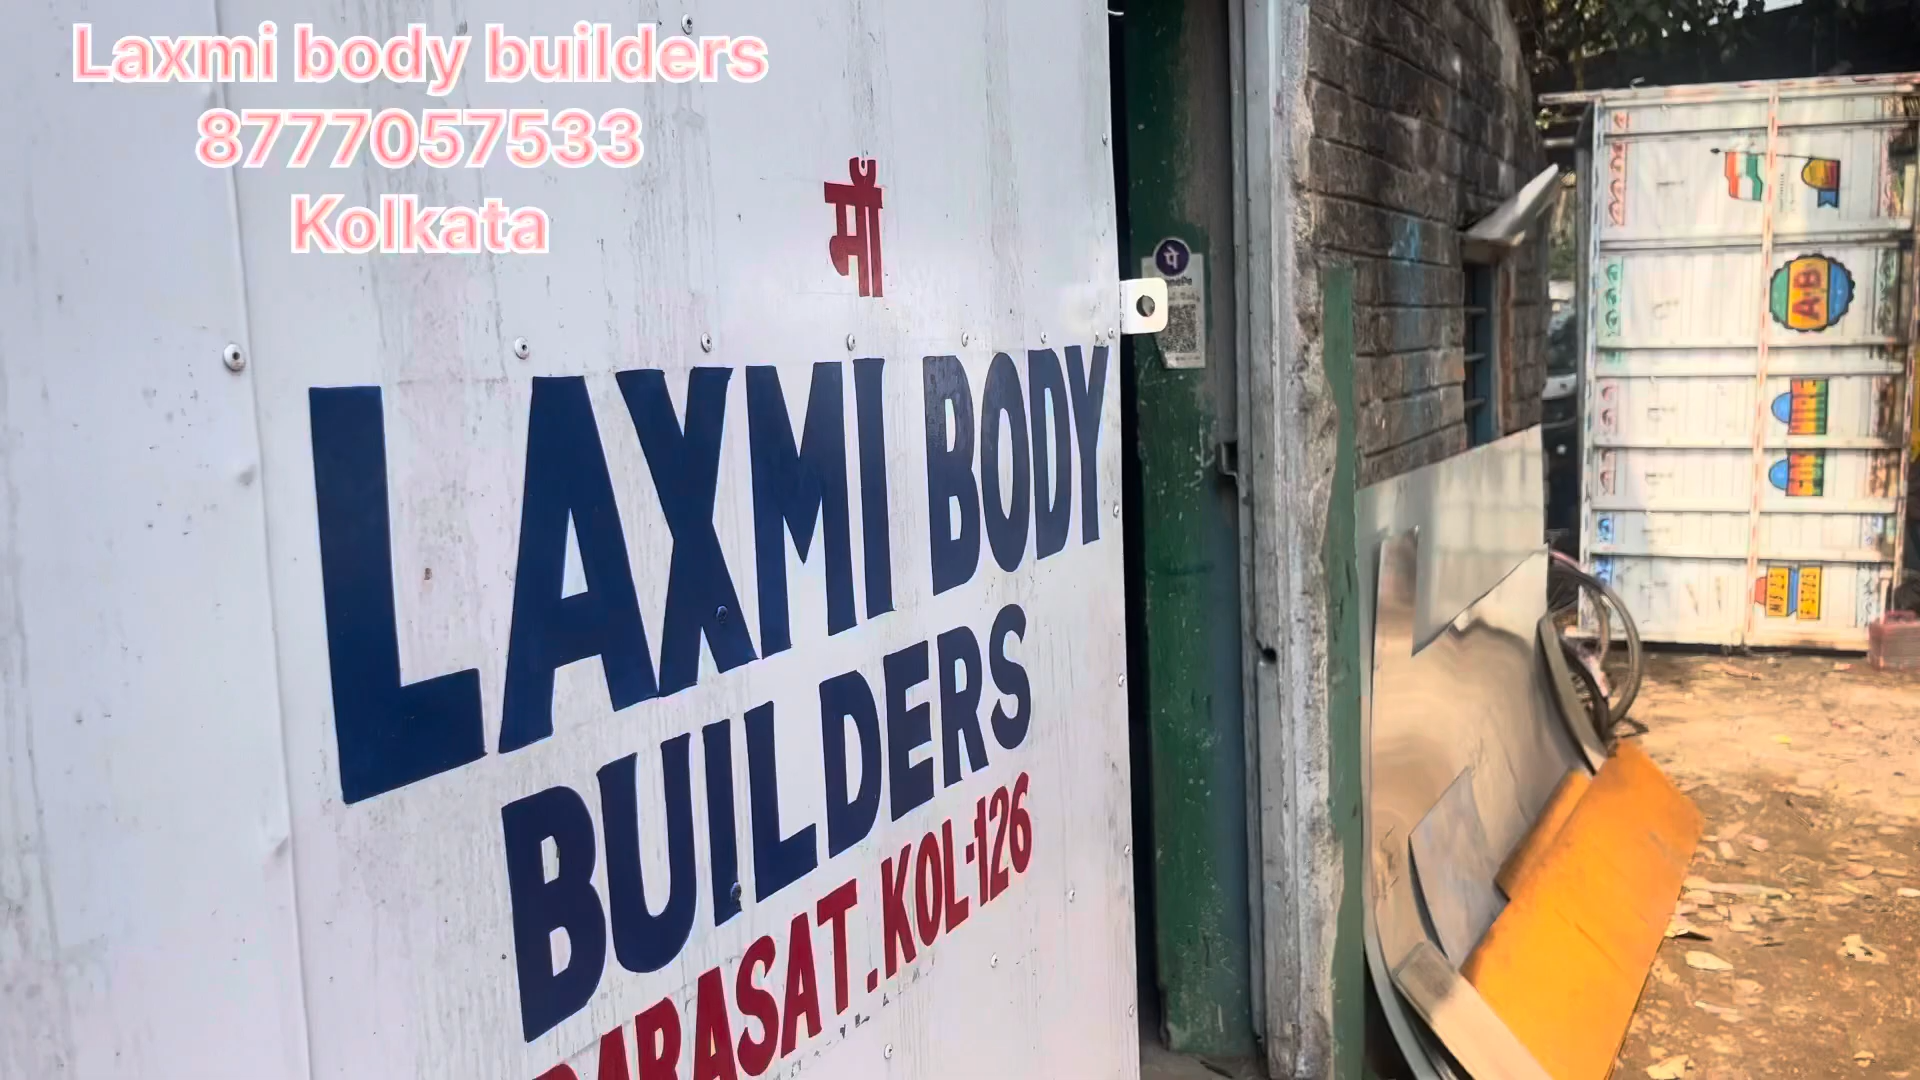 Laxmi body builders
8777057533
Kolkata
माँ
LAXMI BODY
BUILDERS
BARASAT.KOL-126
पे
A·B